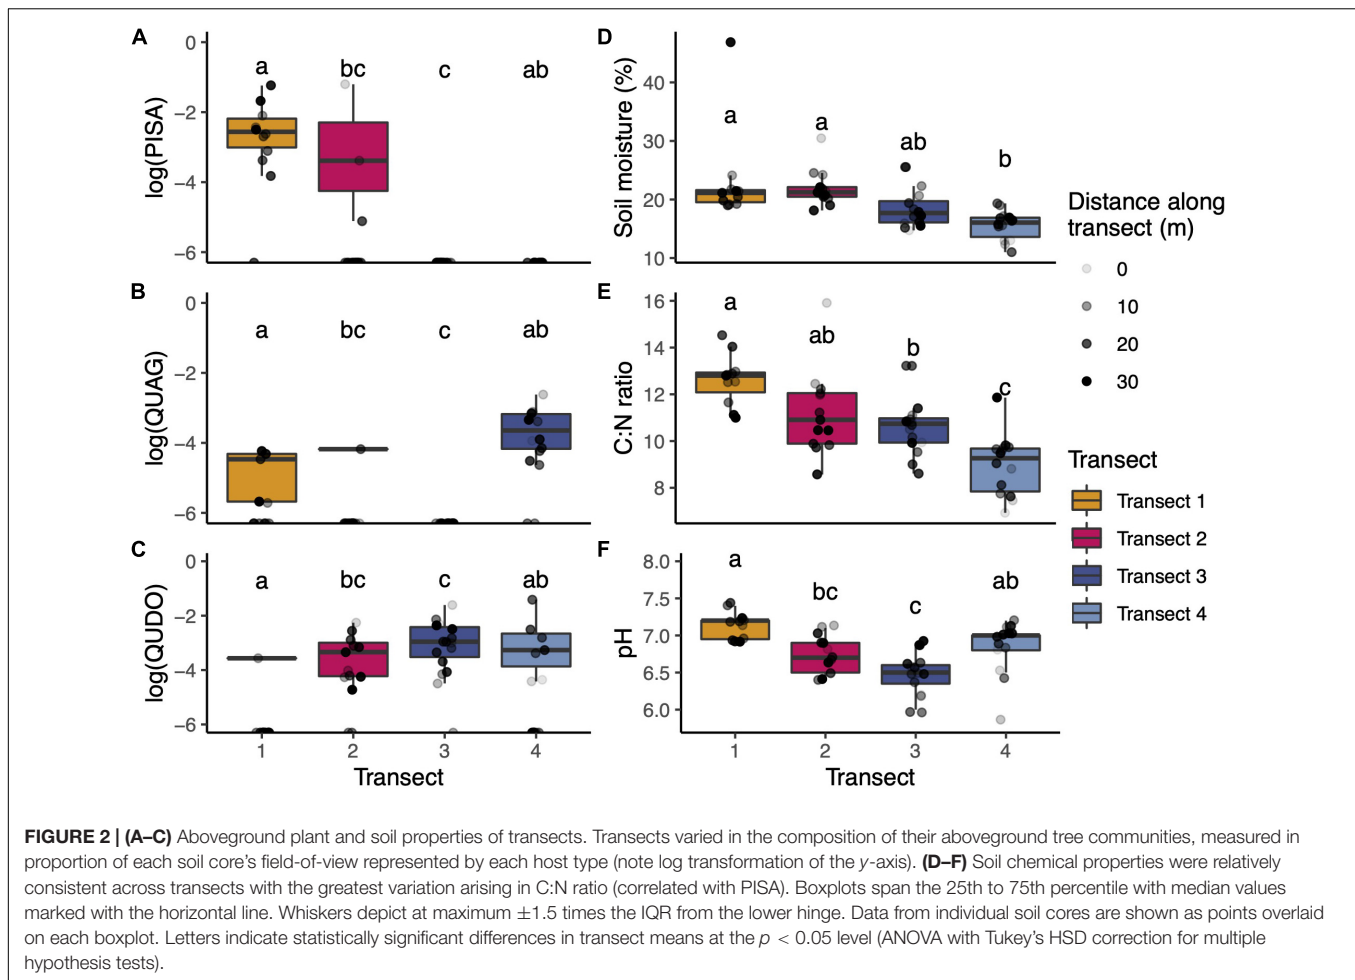 A
0
−2
−4
−6
log(PISA)
a bc c ab
B
0
−2
−4
−6
log(QUAG)
a bc c ab
C
0
−2
−4
−6
log(QUDO)
a bc c ab
1 2 3 4
Transect
D
40
30
20
10
Soil moisture (%)
a a ab b
E
16
14
12
10
8
C:N ratio
a ab b c
F
8.0
7.5
7.0
6.5
6.0
pH
a bc c ab
1 2 3 4
Transect
Distance along
transect (m)
0
10
20
30
Transect
Transect 1
Transect 2
Transect 3
Transect 4
FIGURE 2 | (A–C) Aboveground plant and soil properties of transects. Transects varied in the composition of their aboveground tree communities, measured in
proportion of each soil core's field-of-view represented by each host type (note log transformation of the y-axis). (D–F) Soil chemical properties were relatively
consistent across transects with the greatest variation arising in C:N ratio (correlated with PISA). Boxplots span the 25th to 75th percentile with median values
marked with the horizontal line. Whiskers depict at maximum ±1.5 times the IQR from the lower hinge. Data from individual soil cores are shown as points overlaid
on each boxplot. Letters indicate statistically significant differences in transect means at the p < 0.05 level (ANOVA with Tukey's HSD correction for multiple
hypothesis tests).